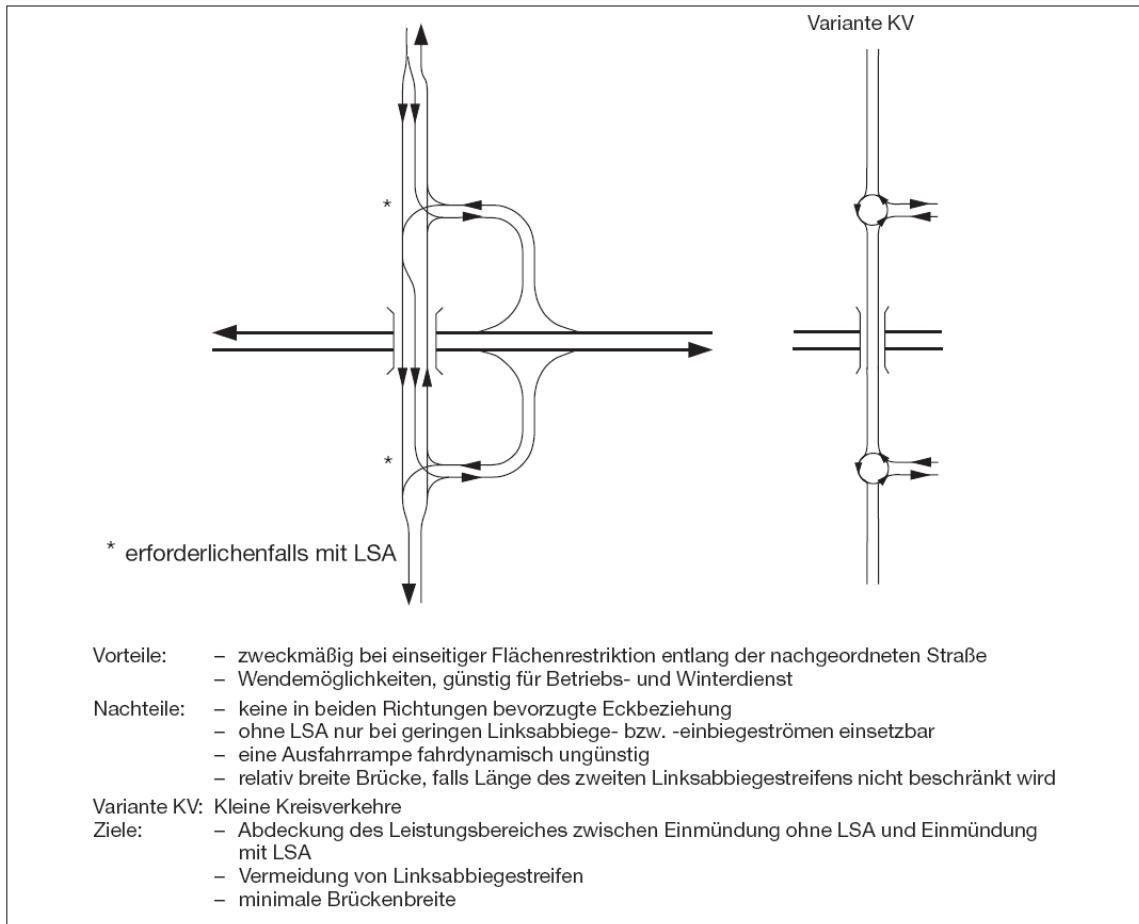 Variante KV
*
*
* erforderlichenfalls mit LSA
Vorteile: – zweckmäßig bei einseitiger Flächenrestriktion entlang der nachgeordneten Straße
– Wendemöglichkeiten, günstig für Betriebs- und Winterdienst
Nachteile: – keine in beiden Richtungen bevorzugte Eckbeziehung
– ohne LSA nur bei geringen Linksabbiege- bzw. -einbiegeströmen einsetzbar
– eine Ausfahrrampe fahrdynamisch ungünstig
– relativ breite Brücke, falls Länge des zweiten Linksabbiegestreifens nicht beschränkt wird
Variante KV: Kleine Kreisverkehre
Ziele: – Abdeckung des Leistungsbereiches zwischen Einmündung ohne LSA und Einmündung
mit LSA
– Vermeidung von Linksabbiegestreifen
– minimale Brückenbreite